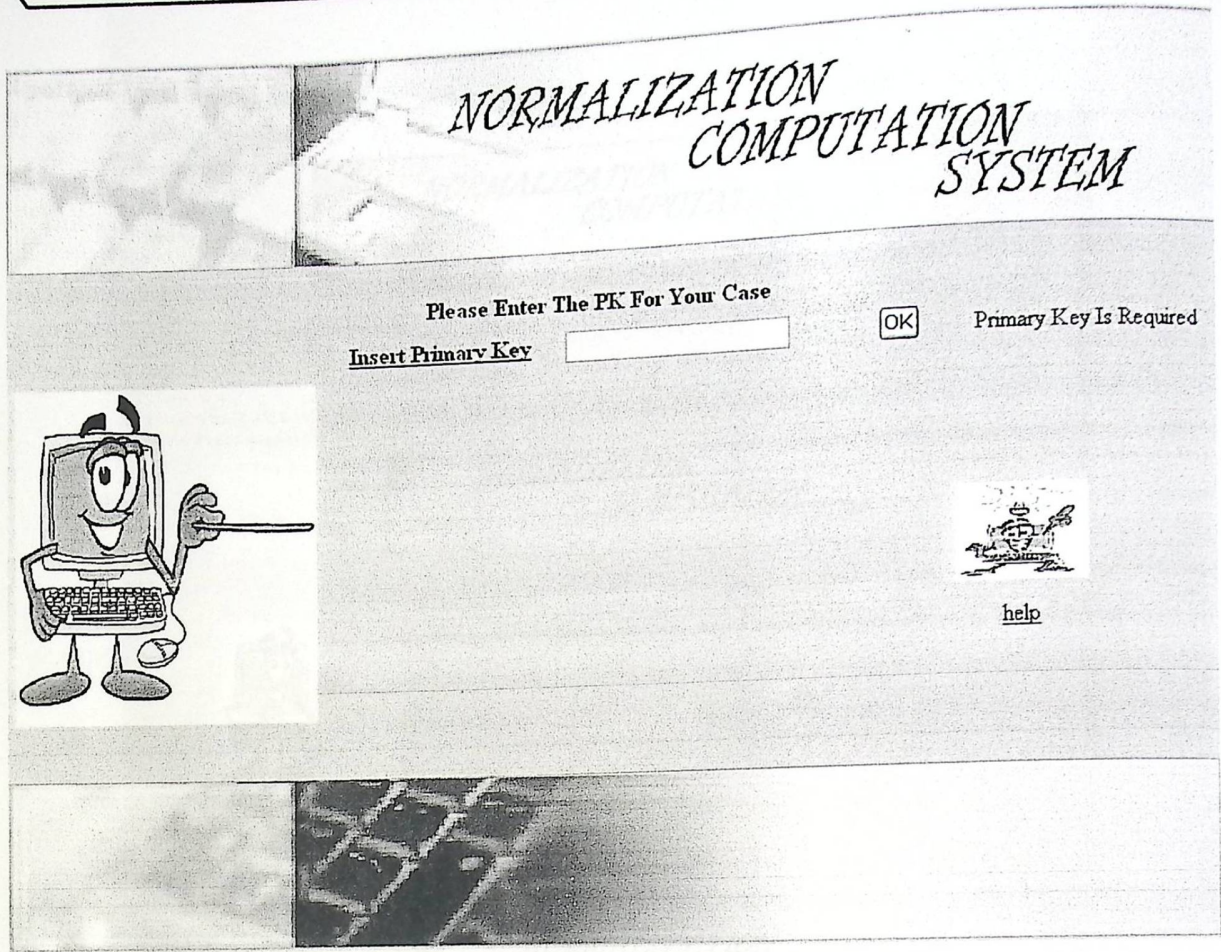 NORMALIZATION
COMPUTATION
SYSTEM
Please Enter The PK For Your Case
Insert Primary Key
OK
Primary Key Is Required
help